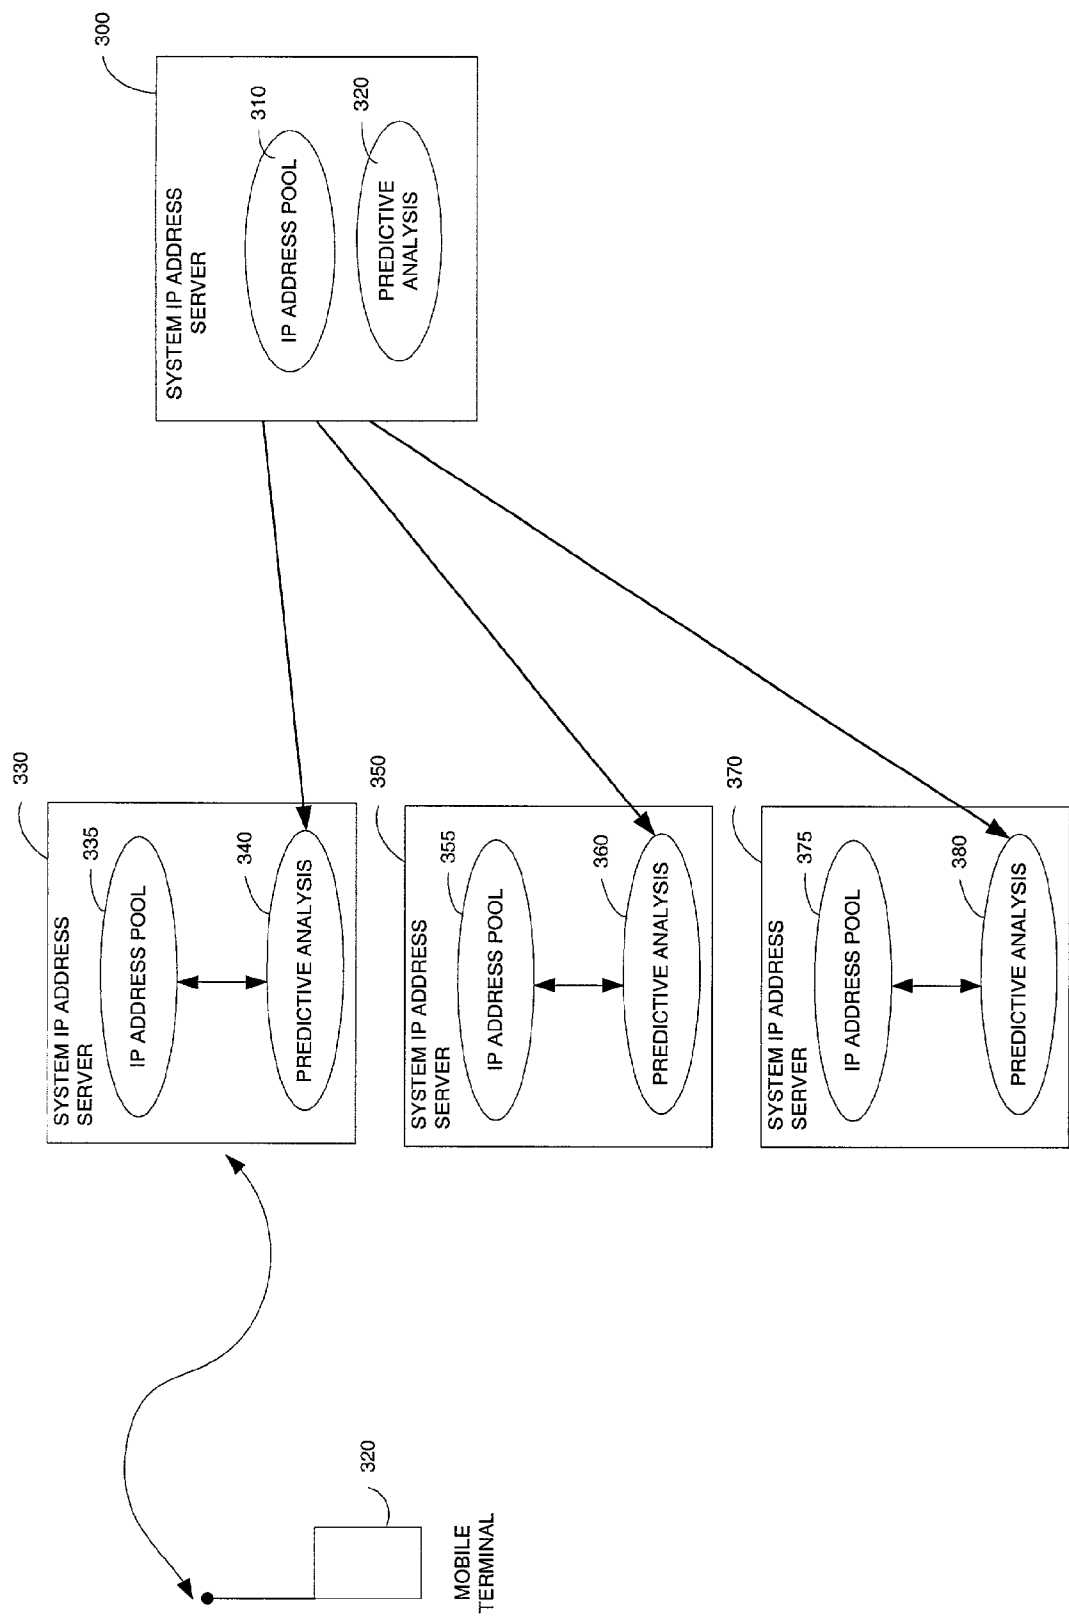 300
SYSTEM IP ADDRESS
SERVER
310
IP ADDRESS POOL
320
PREDICTIVE
ANALYSIS
330
SYSTEM IP ADDRESS
SERVER
335
IP ADDRESS POOL
340
PREDICTIVE ANALYSIS
350
SYSTEM IP ADDRESS
SERVER
355
IP ADDRESS POOL
360
PREDICTIVE ANALYSIS
370
SYSTEM IP ADDRESS
SERVER
375
IP ADDRESS POOL
380
PREDICTIVE ANALYSIS
320
MOBILE
TERMINAL